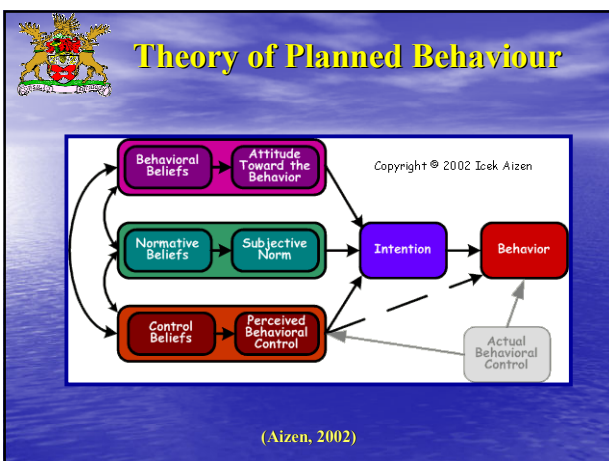 Theory of Planned Behaviour
Copyright © 2002 Icek Aizen
Behavioral
Beliefs
Attitude
Toward the
Behavior
Normative
Beliefs
Subjective
Norm
Intention
Behavior
Control
Beliefs
Perceived
Behavioral
Control
Actual
Behavioral
Control
(Aizen, 2002)